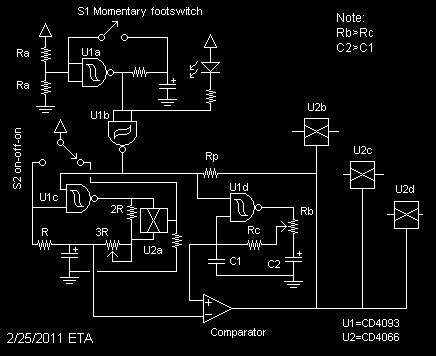 S1 Momentary footswitch
Note:
Rb>Rc
C2>C1
Ra
U1a
+
Ra
U1b
U2b
S2 on-off-on
U2c
Rp
U1c
U1d
U2d
2R
Rb
R
3R
U2a
Rc
+
C1
C2
+
+
-
Comparator
U1=CD4093
U2=CD4066
2/25/2011 ETA